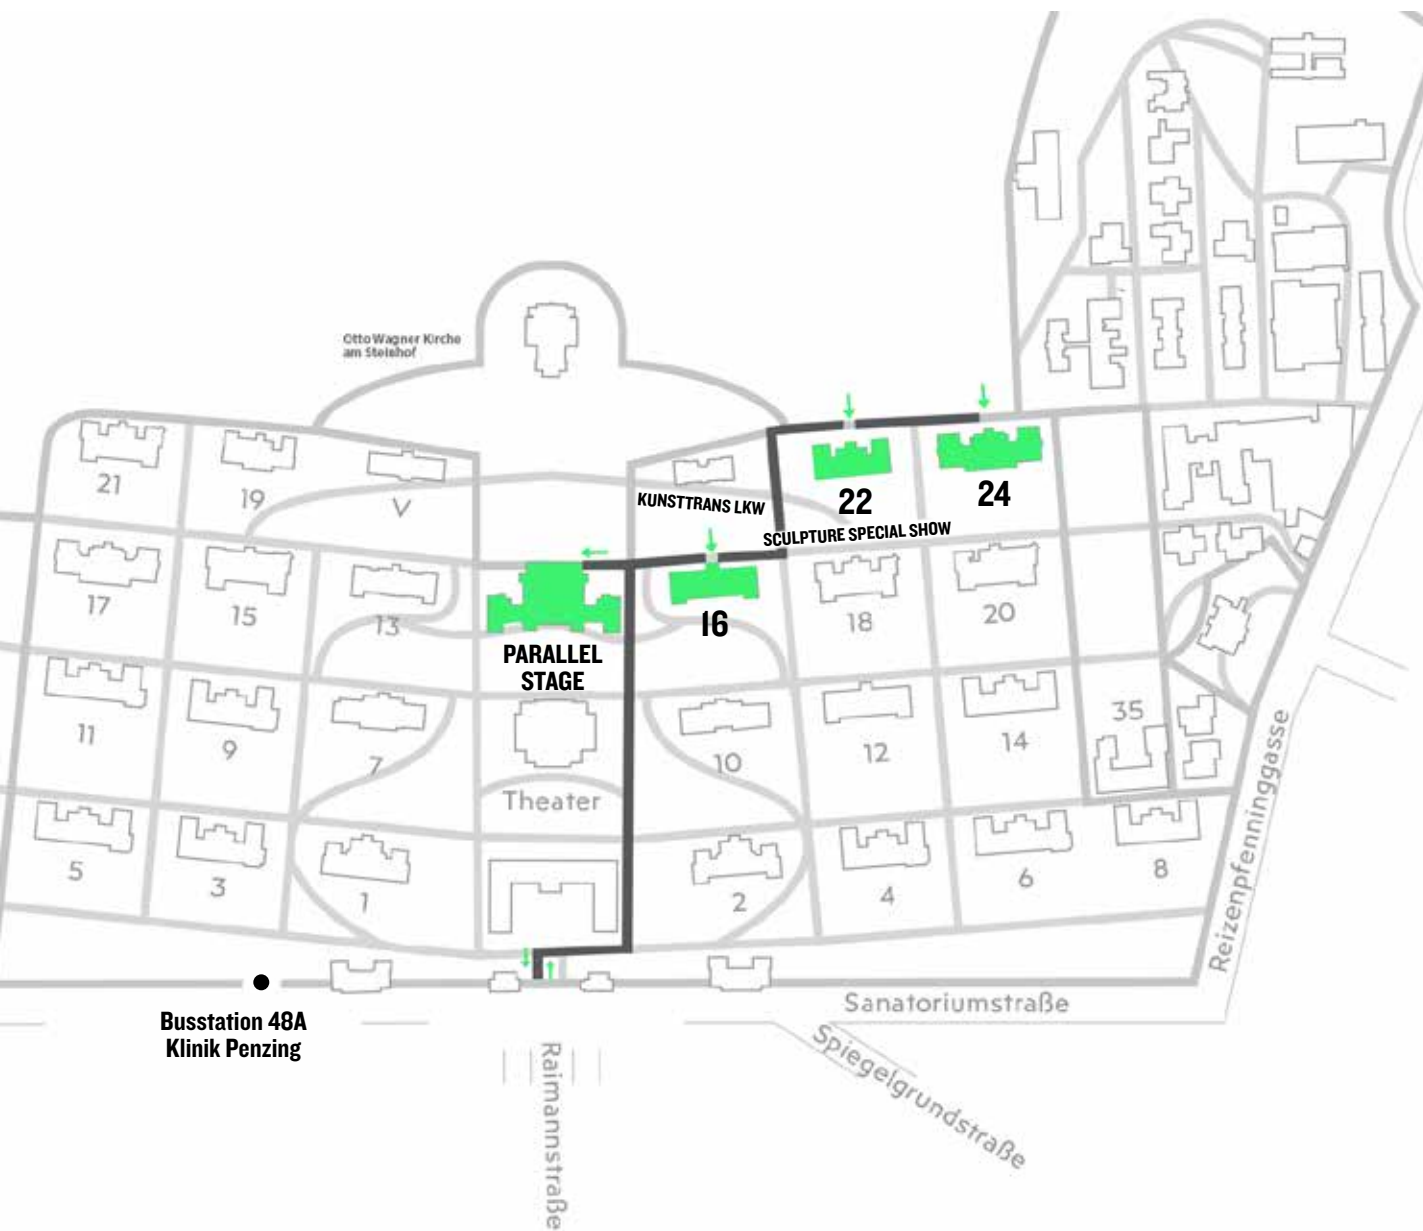 Otto Wagner Kirche
am Steinhof
21
19
V
KUNSTTRANS LKW
22
24
SCULPTURE SPECIAL SHOW
17
15
13
PARALLEL
STAGE
16
18
20
11
9
7
Theater
10
12
14
35
5
3
1
2
4
6
8
Reizenpfenninggasse
Busstation 48A
Klinik Penzing
Sanatoriumstraße
Spiegelgrundstraße
Raimannstraße